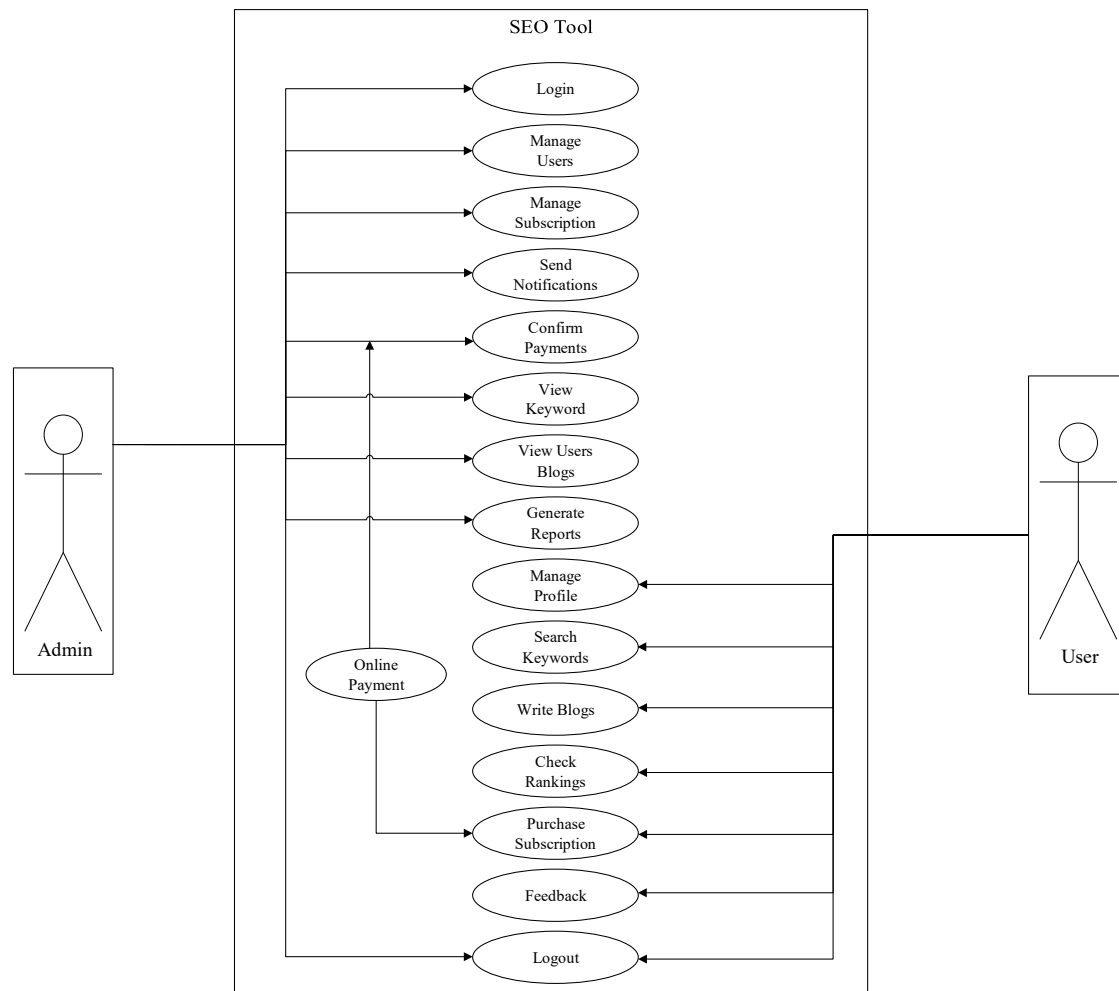 SEO Tool
Login
Manage
Users
Manage
Subscription
Send
Notifications
Confirm
Payments
View
Keyword
View Users
Blogs
Generate
Reports
Manage
Profile
Search
Keywords
Admin
User
Online
Payment
Write Blogs
Check
Rankings
Purchase
Subscription
Feedback
Logout